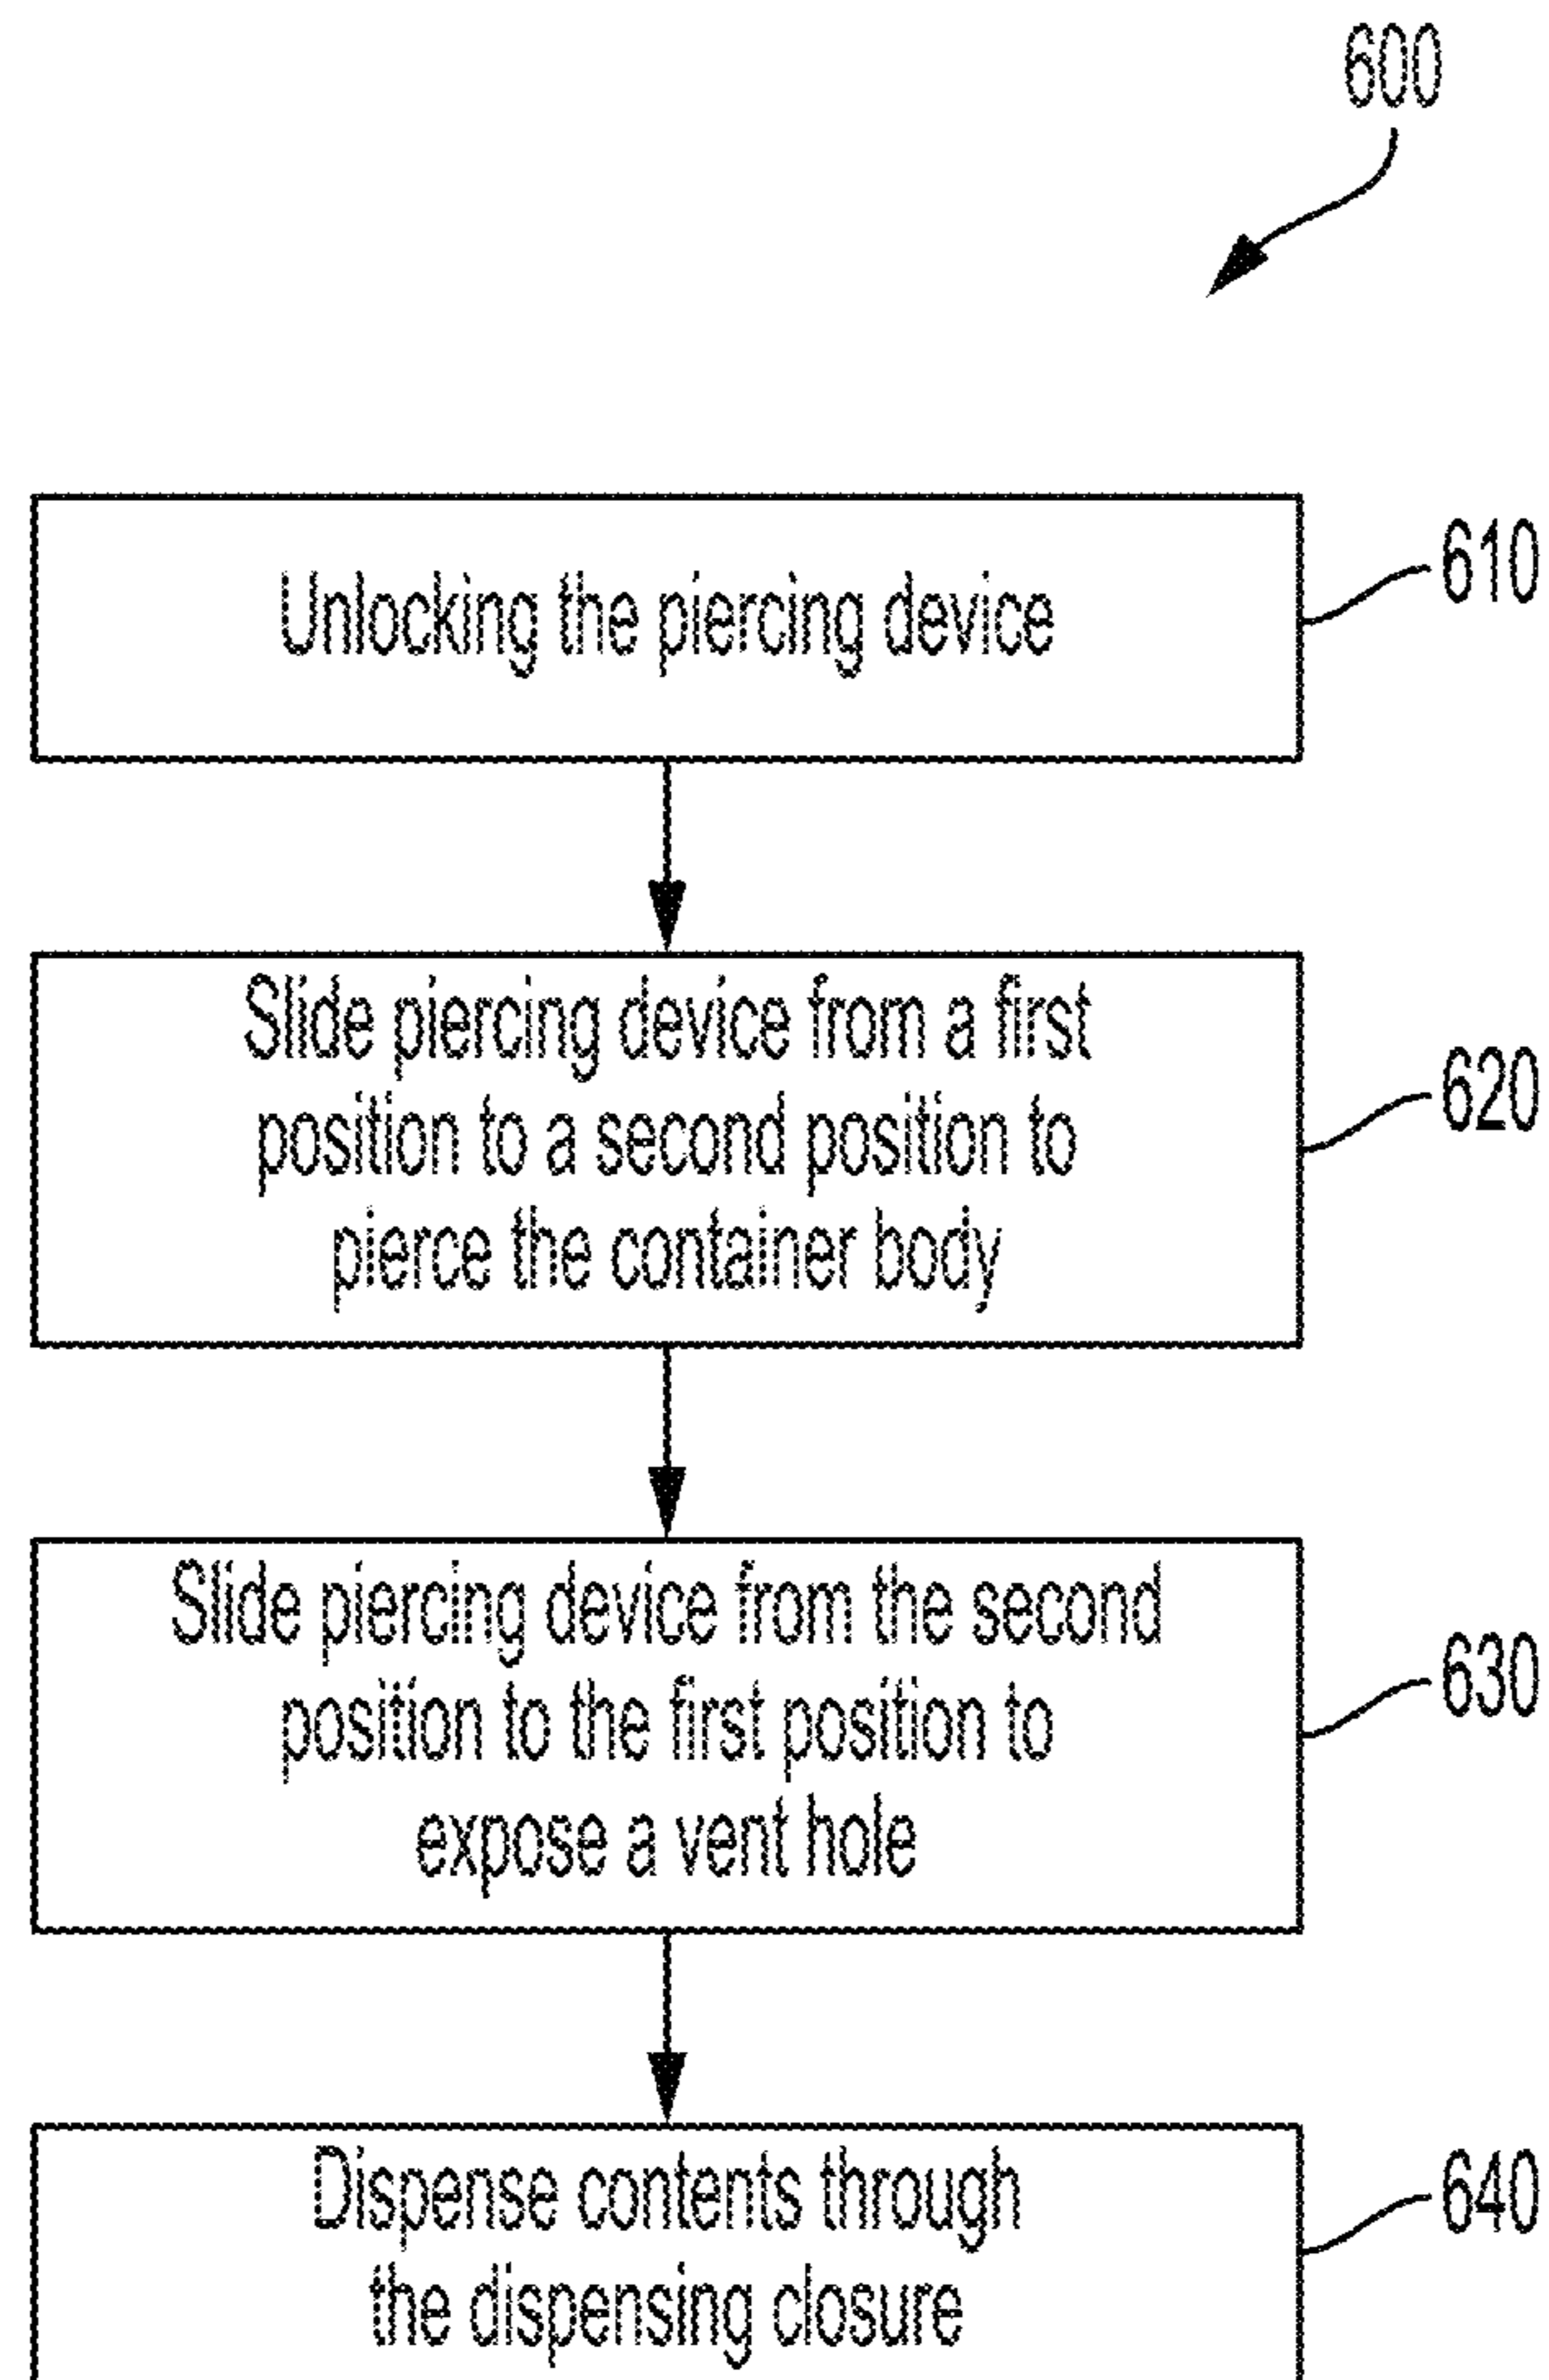 600
Unlocking the piercing device
610
Slide piercing device from a first
position to a second position to
pierce the container body
620
Slide piercing device from the second
position to the first position to
expose a vent hole
630
Dispense contents through
the dispensing closure
640